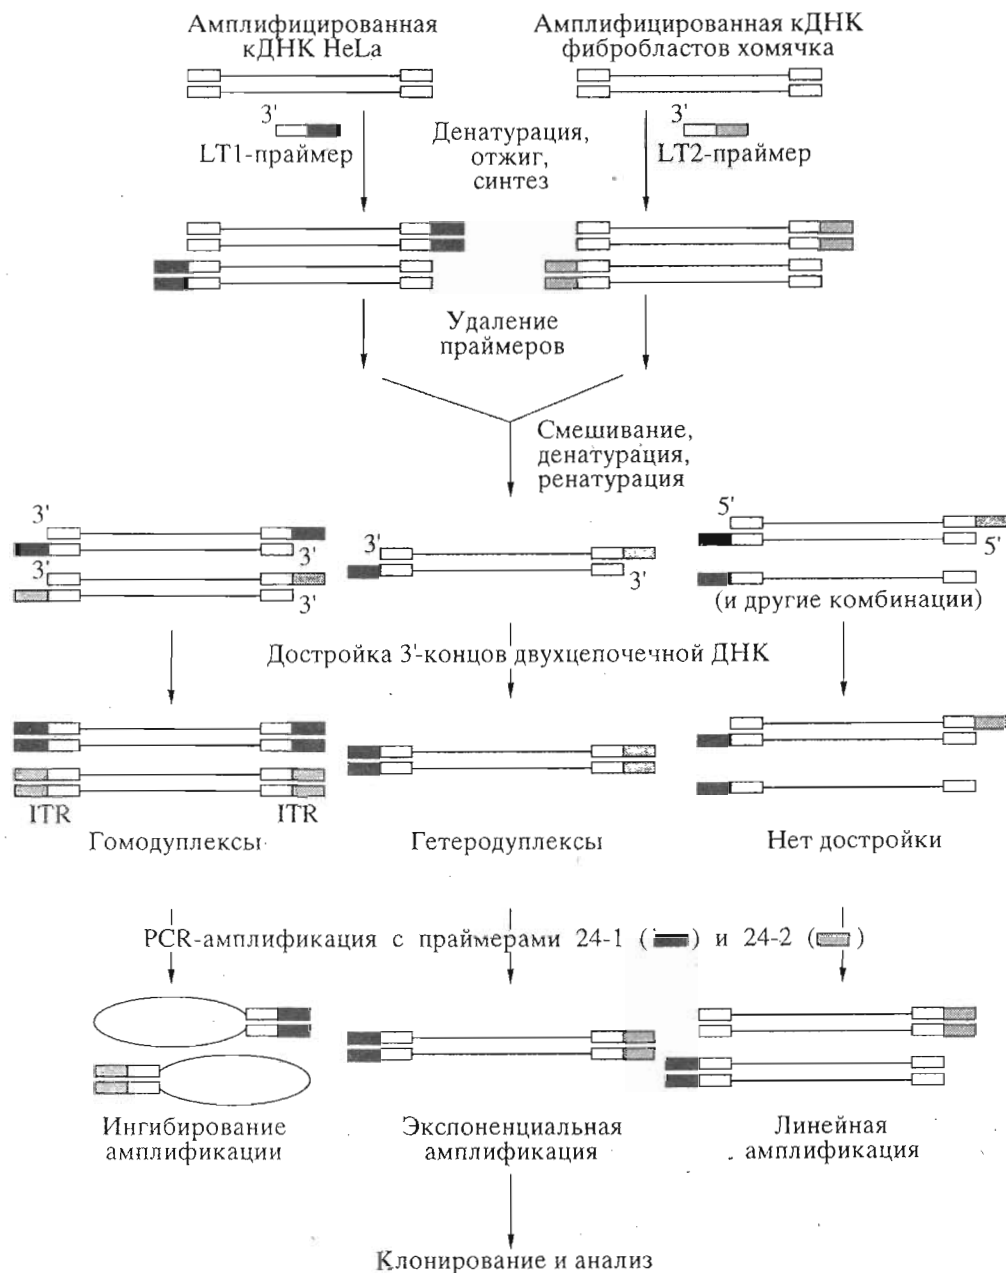 Амплифицированная
кДНК HeLa
Амплифицированная кДНК
фибробластов хомячка
3'
LT1-праймер
Денатурация,
отжиг,
синтез
3'
LT2-праймер
Удаление
праймеров
Смешивание,
денатурация,
ренатурация
3'
3'
3'
3'
3'
3'
5'
5'
(и другие комбинации)
Достройка 3'-концов двухцепочечной ДНК
ITR ITR
Гомодуплексы
Гетеродуплексы
Нет достройки
PCR-амплификация с праймерами 24-1 ( ) и 24-2 ( )
Ингибирование
амплификации
Экспоненциальная
амплификация
Линейная
амплификация
Клонирование и анализ